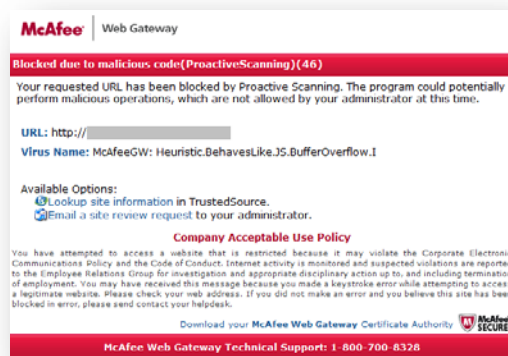 McAfee Web Gateway
Blocked due to malicious code(ProactiveScanning)(46)
Your requested URL has been blocked by Proactive Scanning. The program could potentially
perform malicious operations, which are not allowed by your administrator at this time.
URL: http://
Virus Name: McAfeeGW: Heuristic.BehavesLike.JS.BufferOverflow.I
Available Options:
Lookup site information in TrustedSource.
Email a site review request to your administrator.
Company Acceptable Use Policy
You have attempted to access a website that is restricted because it may violate the Corporate Electronic
Communications Policy and the Code of Conduct. Internet activity is monitored and suspected violations are reported
to the Employee Relations Group for investigation and appropriate disciplinary action up to, and including termination
of employment. You may have received this message because you made a keystroke error while attempting to access
a legitimate website. Please check your web address. If you did not make an error and you believe this site has been
blocked in error, please send contact your helpdesk.
Download your McAfee Web Gateway Certificate Authority McAfee
SECURE
McAfee Web Gateway Technical Support: 1-800-700-8328